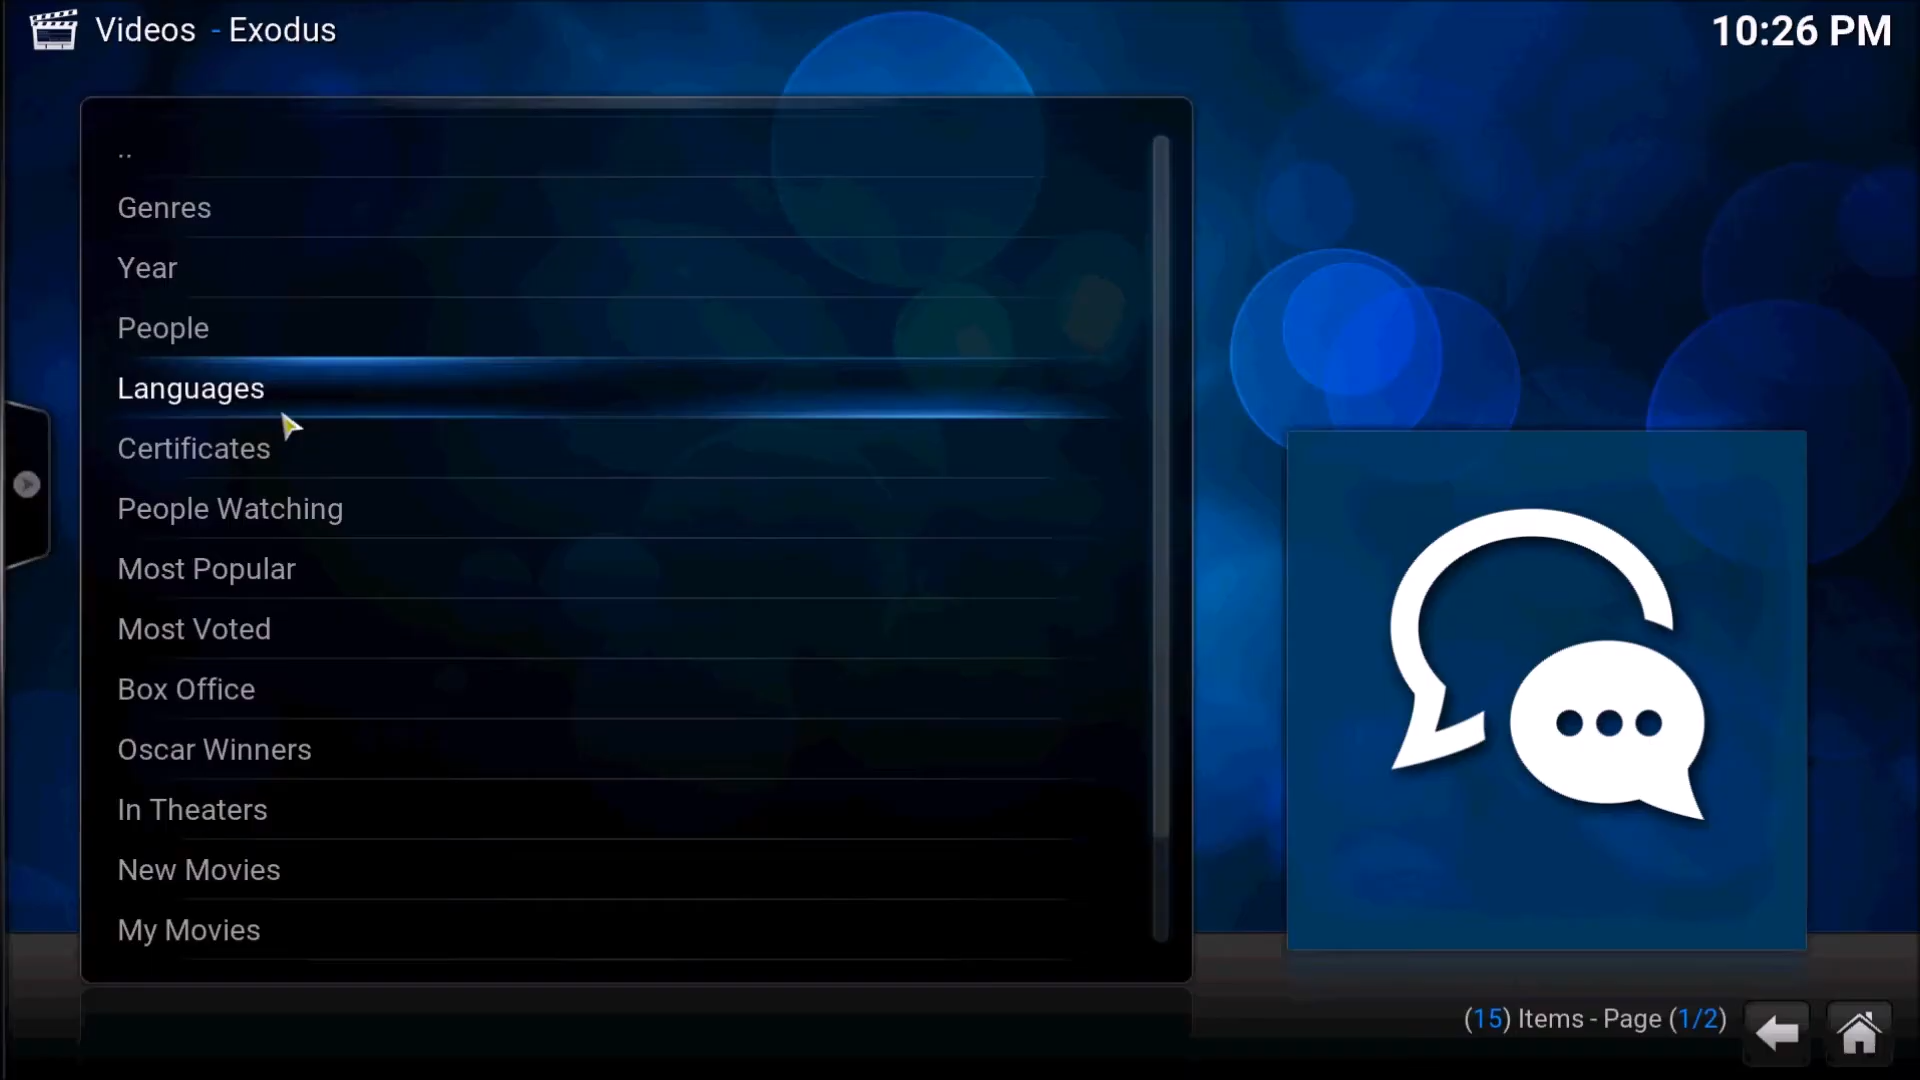 Videos - Exodus
10:26 PM
..
Genres
Year
People
Languages
Certificates
People Watching
Most Popular
Most Voted
Box Office
Oscar Winners
In Theaters
New Movies
My Movies
(15) Items - Page (1/2)